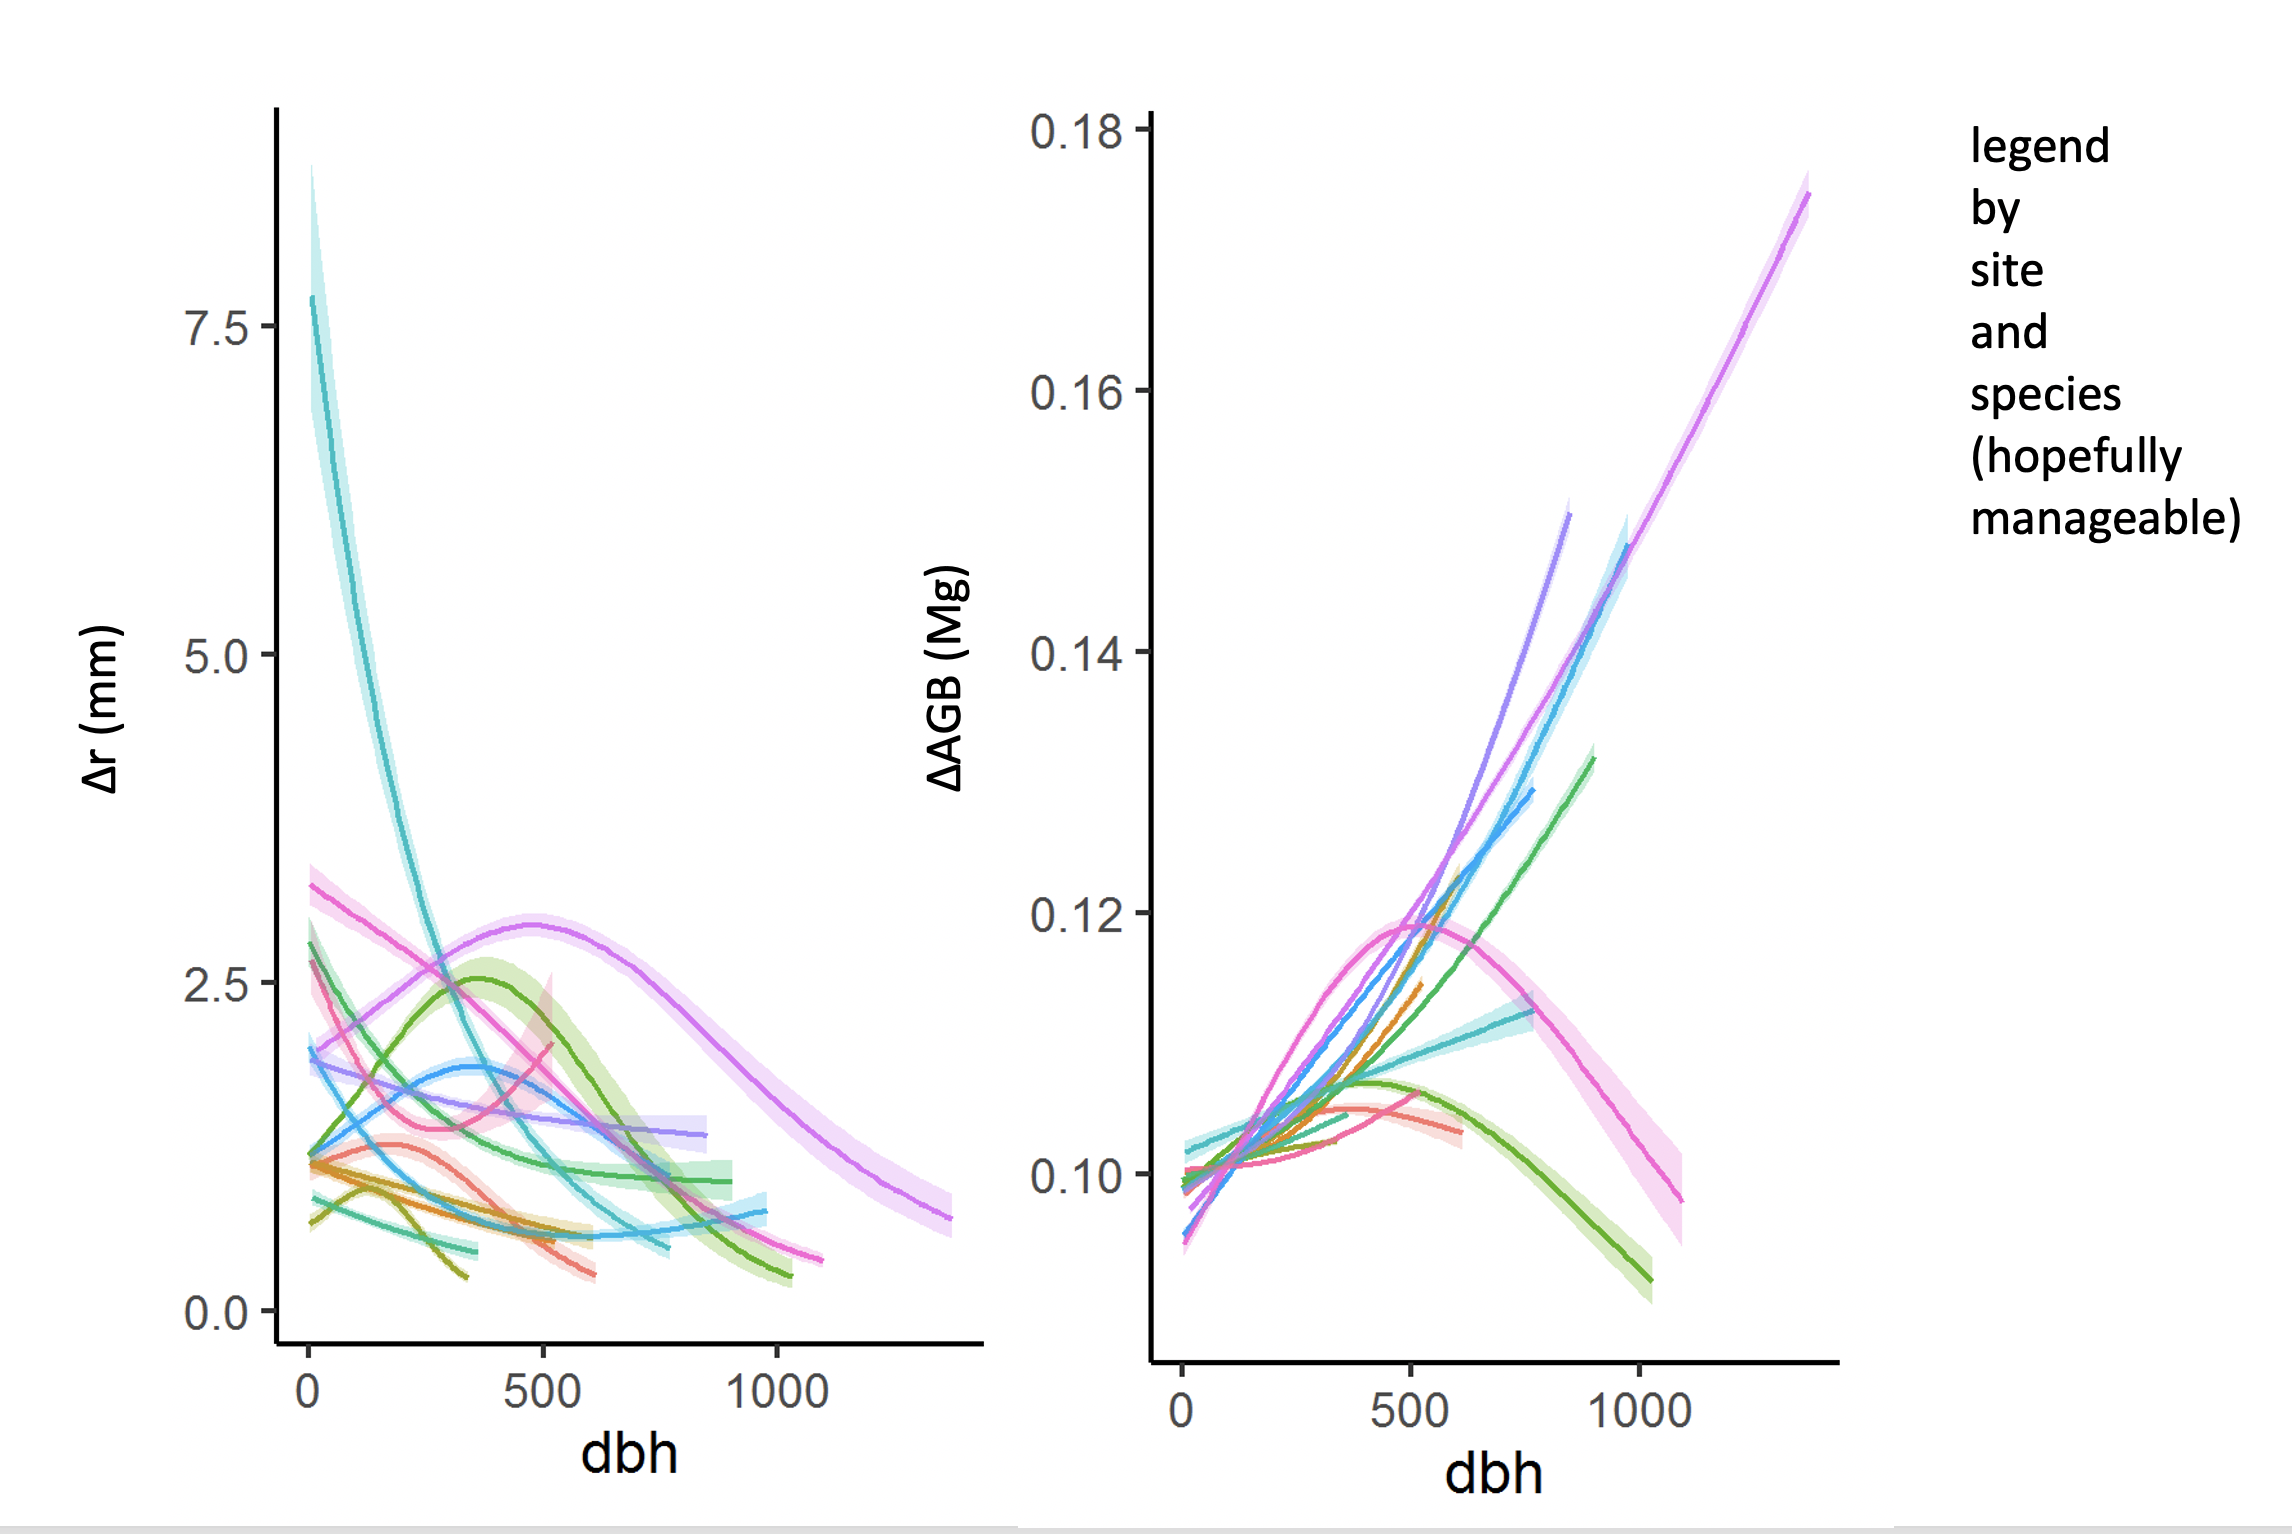 Δr (mm)
7.5
5.0
2.5
0.0
0
500
1000
dbh
ΔAGB (Mg)
0.18
0.16
0.14
0.12
0.10
0
500
1000
dbh
legend
by
site
and
species
(hopefully
manageable)